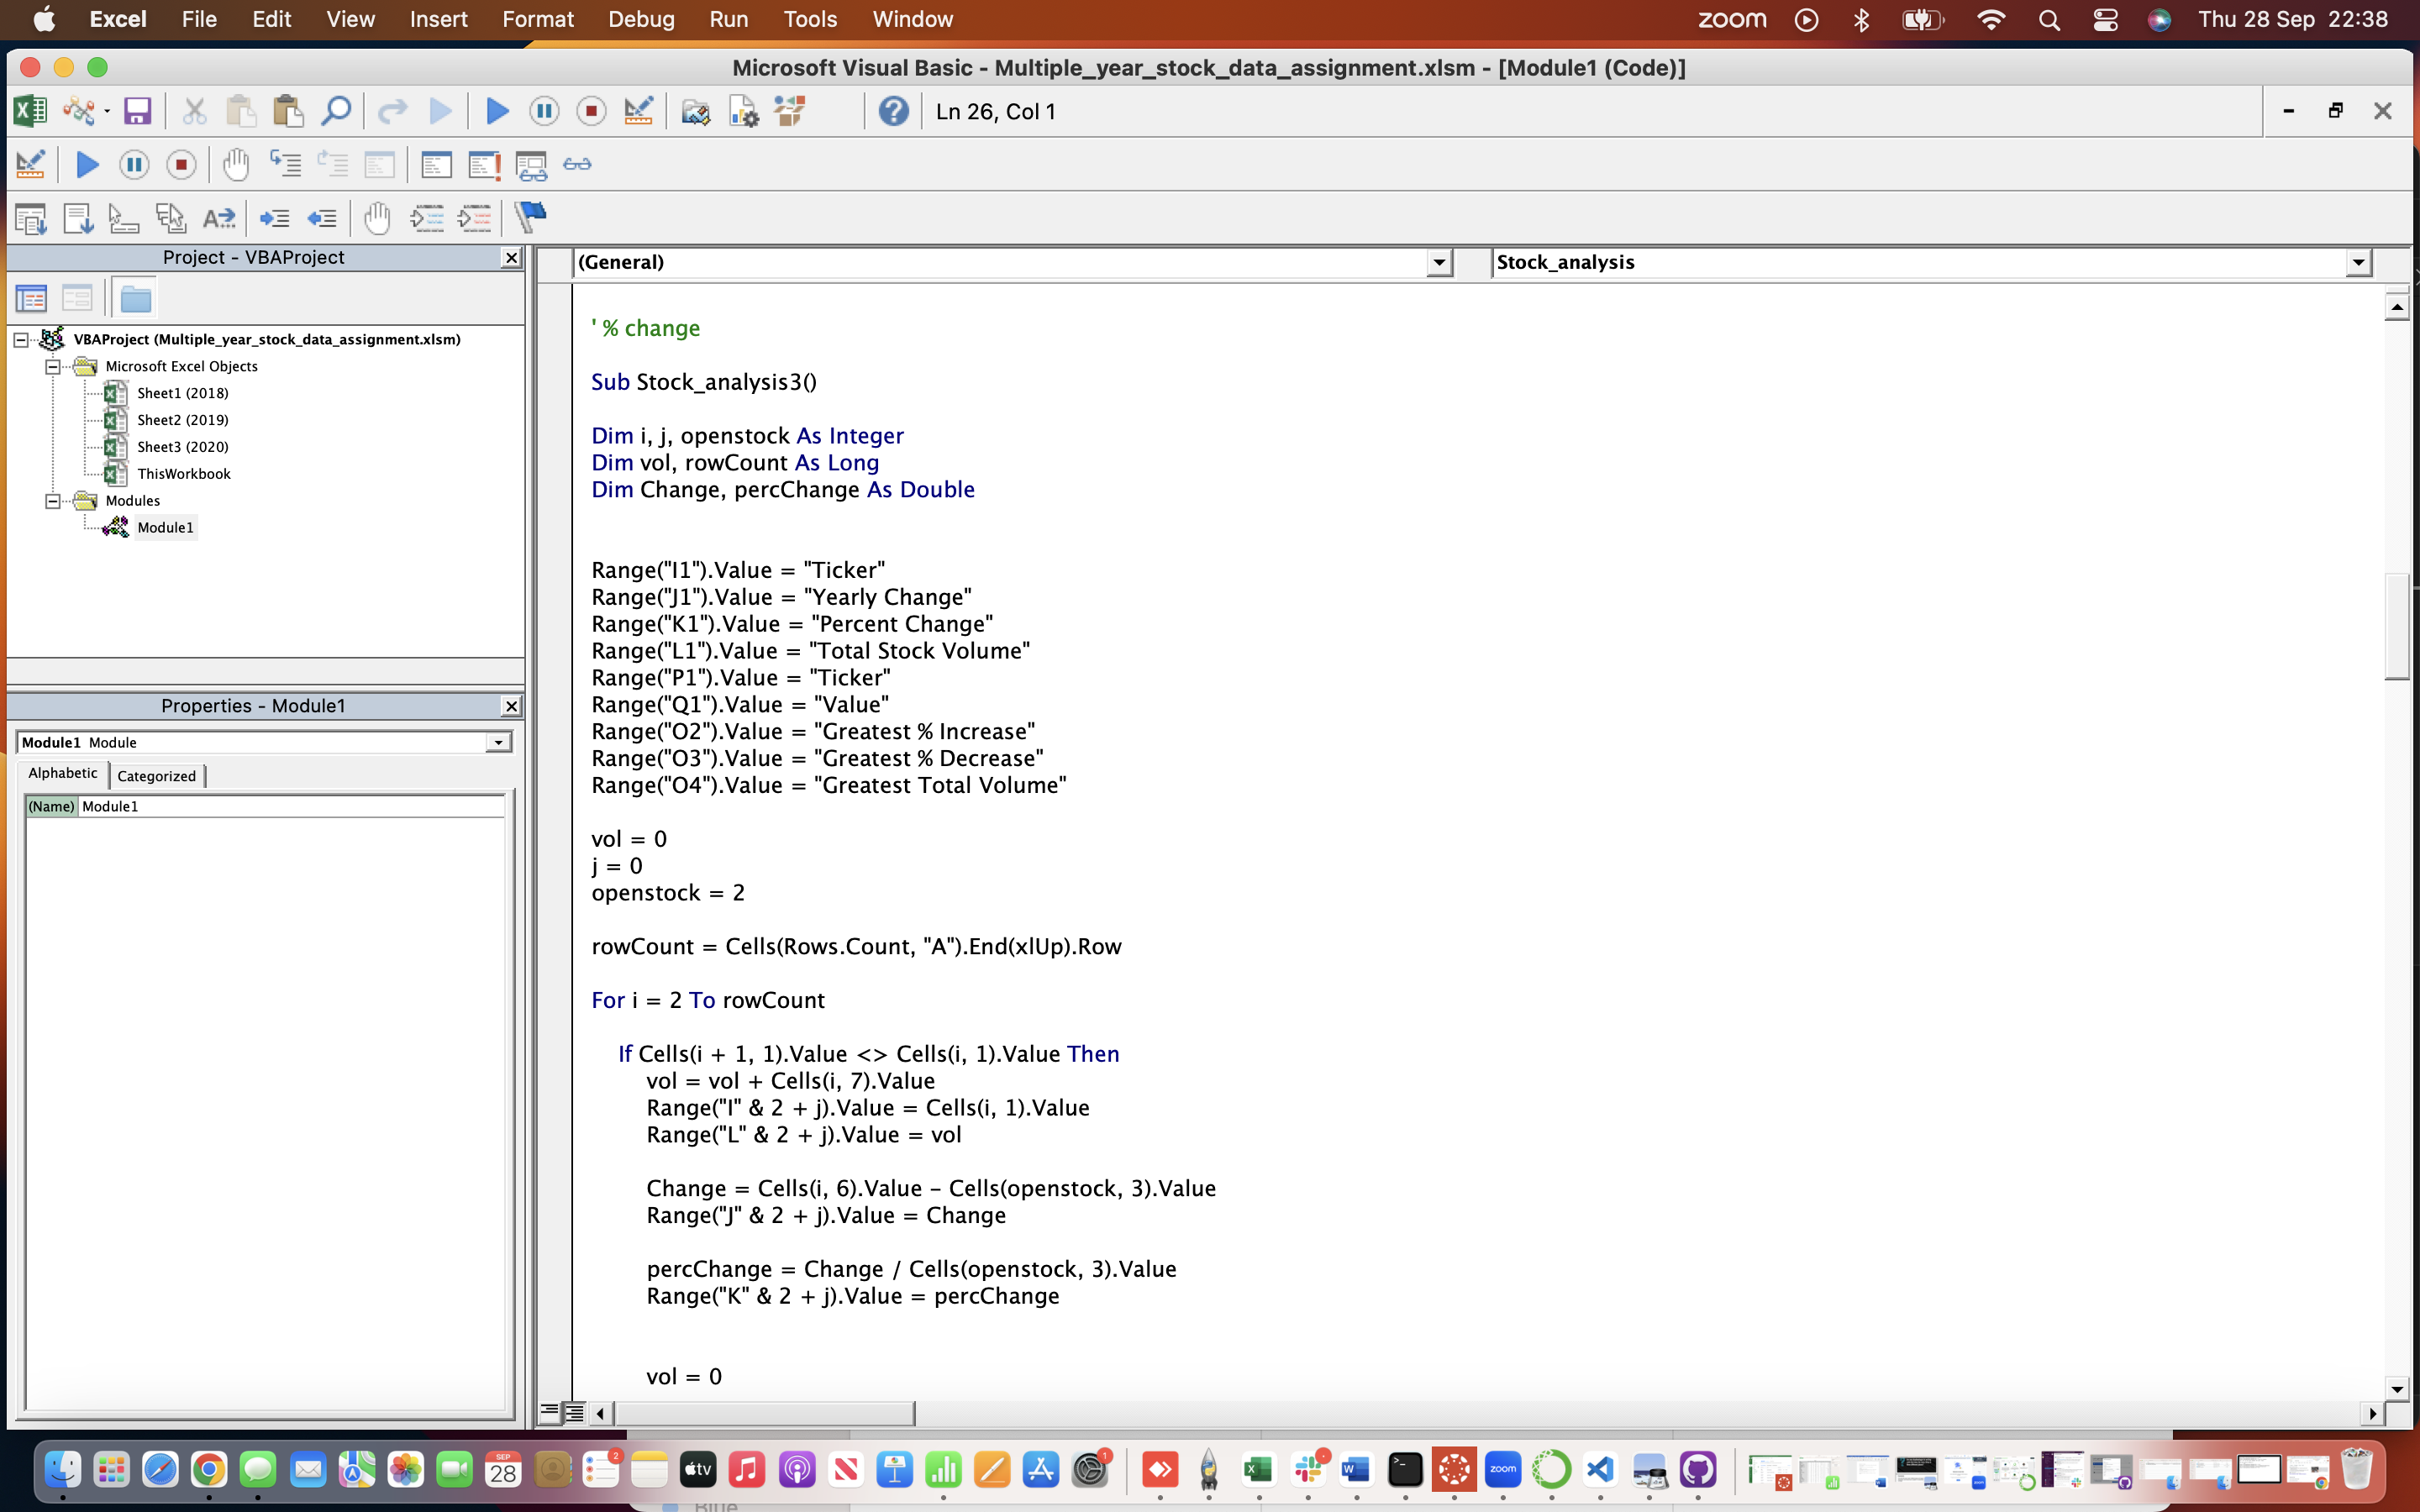 Excel File Edit View Insert Format Debug Run Tools Window zoom Thu 28 Sep 22:38
Microsoft Visual Basic - Multiple_year_stock_data_assignment.xlsm - [Module1 (Code)]
Ln 26, Col 1
Project - VBAProject
(General) Stock_analysis
VBAProject (Multiple_year_stock_data_assignment.xlsm)
Microsoft Excel Objects
Sheet1 (2018)
Sheet2 (2019)
Sheet3 (2020)
ThisWorkbook
Modules
Module1
Properties - Module1
Module1 Module
Alphabetic Categorized
(Name) Module1
' % change
Sub Stock_analysis3()
Dim i, j, openstock As Integer
Dim vol, rowCount As Long
Dim Change, percChange As Double
Range("I1").Value = "Ticker"
Range("J1").Value = "Yearly Change"
Range("K1").Value = "Percent Change"
Range("L1").Value = "Total Stock Volume"
Range("P1").Value = "Ticker"
Range("Q1").Value = "Value"
Range("O2").Value = "Greatest % Increase"
Range("O3").Value = "Greatest % Decrease"
Range("O4").Value = "Greatest Total Volume"
vol = 0
j = 0
openstock = 2
rowCount = Cells(Rows.Count, "A").End(xlUp).Row
For i = 2 To rowCount
If Cells(i + 1, 1).Value <> Cells(i, 1).Value Then
vol = vol + Cells(i, 7).Value
Range("I" & 2 + j).Value = Cells(i, 1).Value
Range("L" & 2 + j).Value = vol
Change = Cells(i, 6).Value - Cells(openstock, 3).Value
Range("J" & 2 + j).Value = Change
percChange = Change / Cells(openstock, 3).Value
Range("K" & 2 + j).Value = percChange
vol = 0
SEP
28
2
tv
1
zoom
Blue